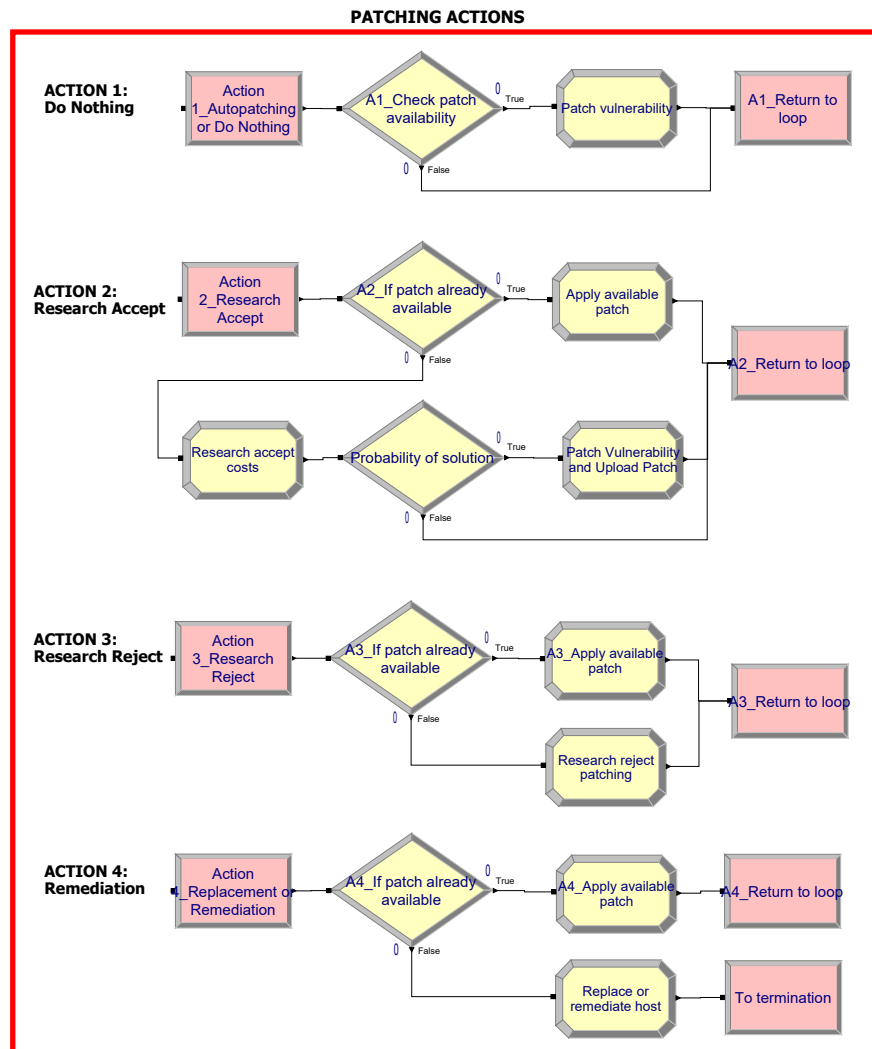 PATCHING ACTIONS
ACTION 1:
Do Nothing
Action
1_Autopatching
or Do Nothing
A1_Check patch
availability
0
True
0
False
Patch vulnerability
A1_Return to
loop
ACTION 2:
Research Accept
Action
2_Research
Accept
A2_If patch already
available
0
True
0
False
Apply available
patch
A2_Return to loop
Research accept
costs
Probability of solution
0
True
0
False
Patch Vulnerability
and Upload Patch
ACTION 3:
Research Reject
Action
3_Research
Reject
A3_If patch already
available
0
True
0
False
A3_Apply available
patch
A3_Return to loop
Research reject
patching
ACTION 4:
Remediation
Action
4_Replacement or
Remediation
A4_If patch already
available
0
True
0
False
A4_Apply available
patch
A4_Return to loop
Replace or
remediate host
To termination